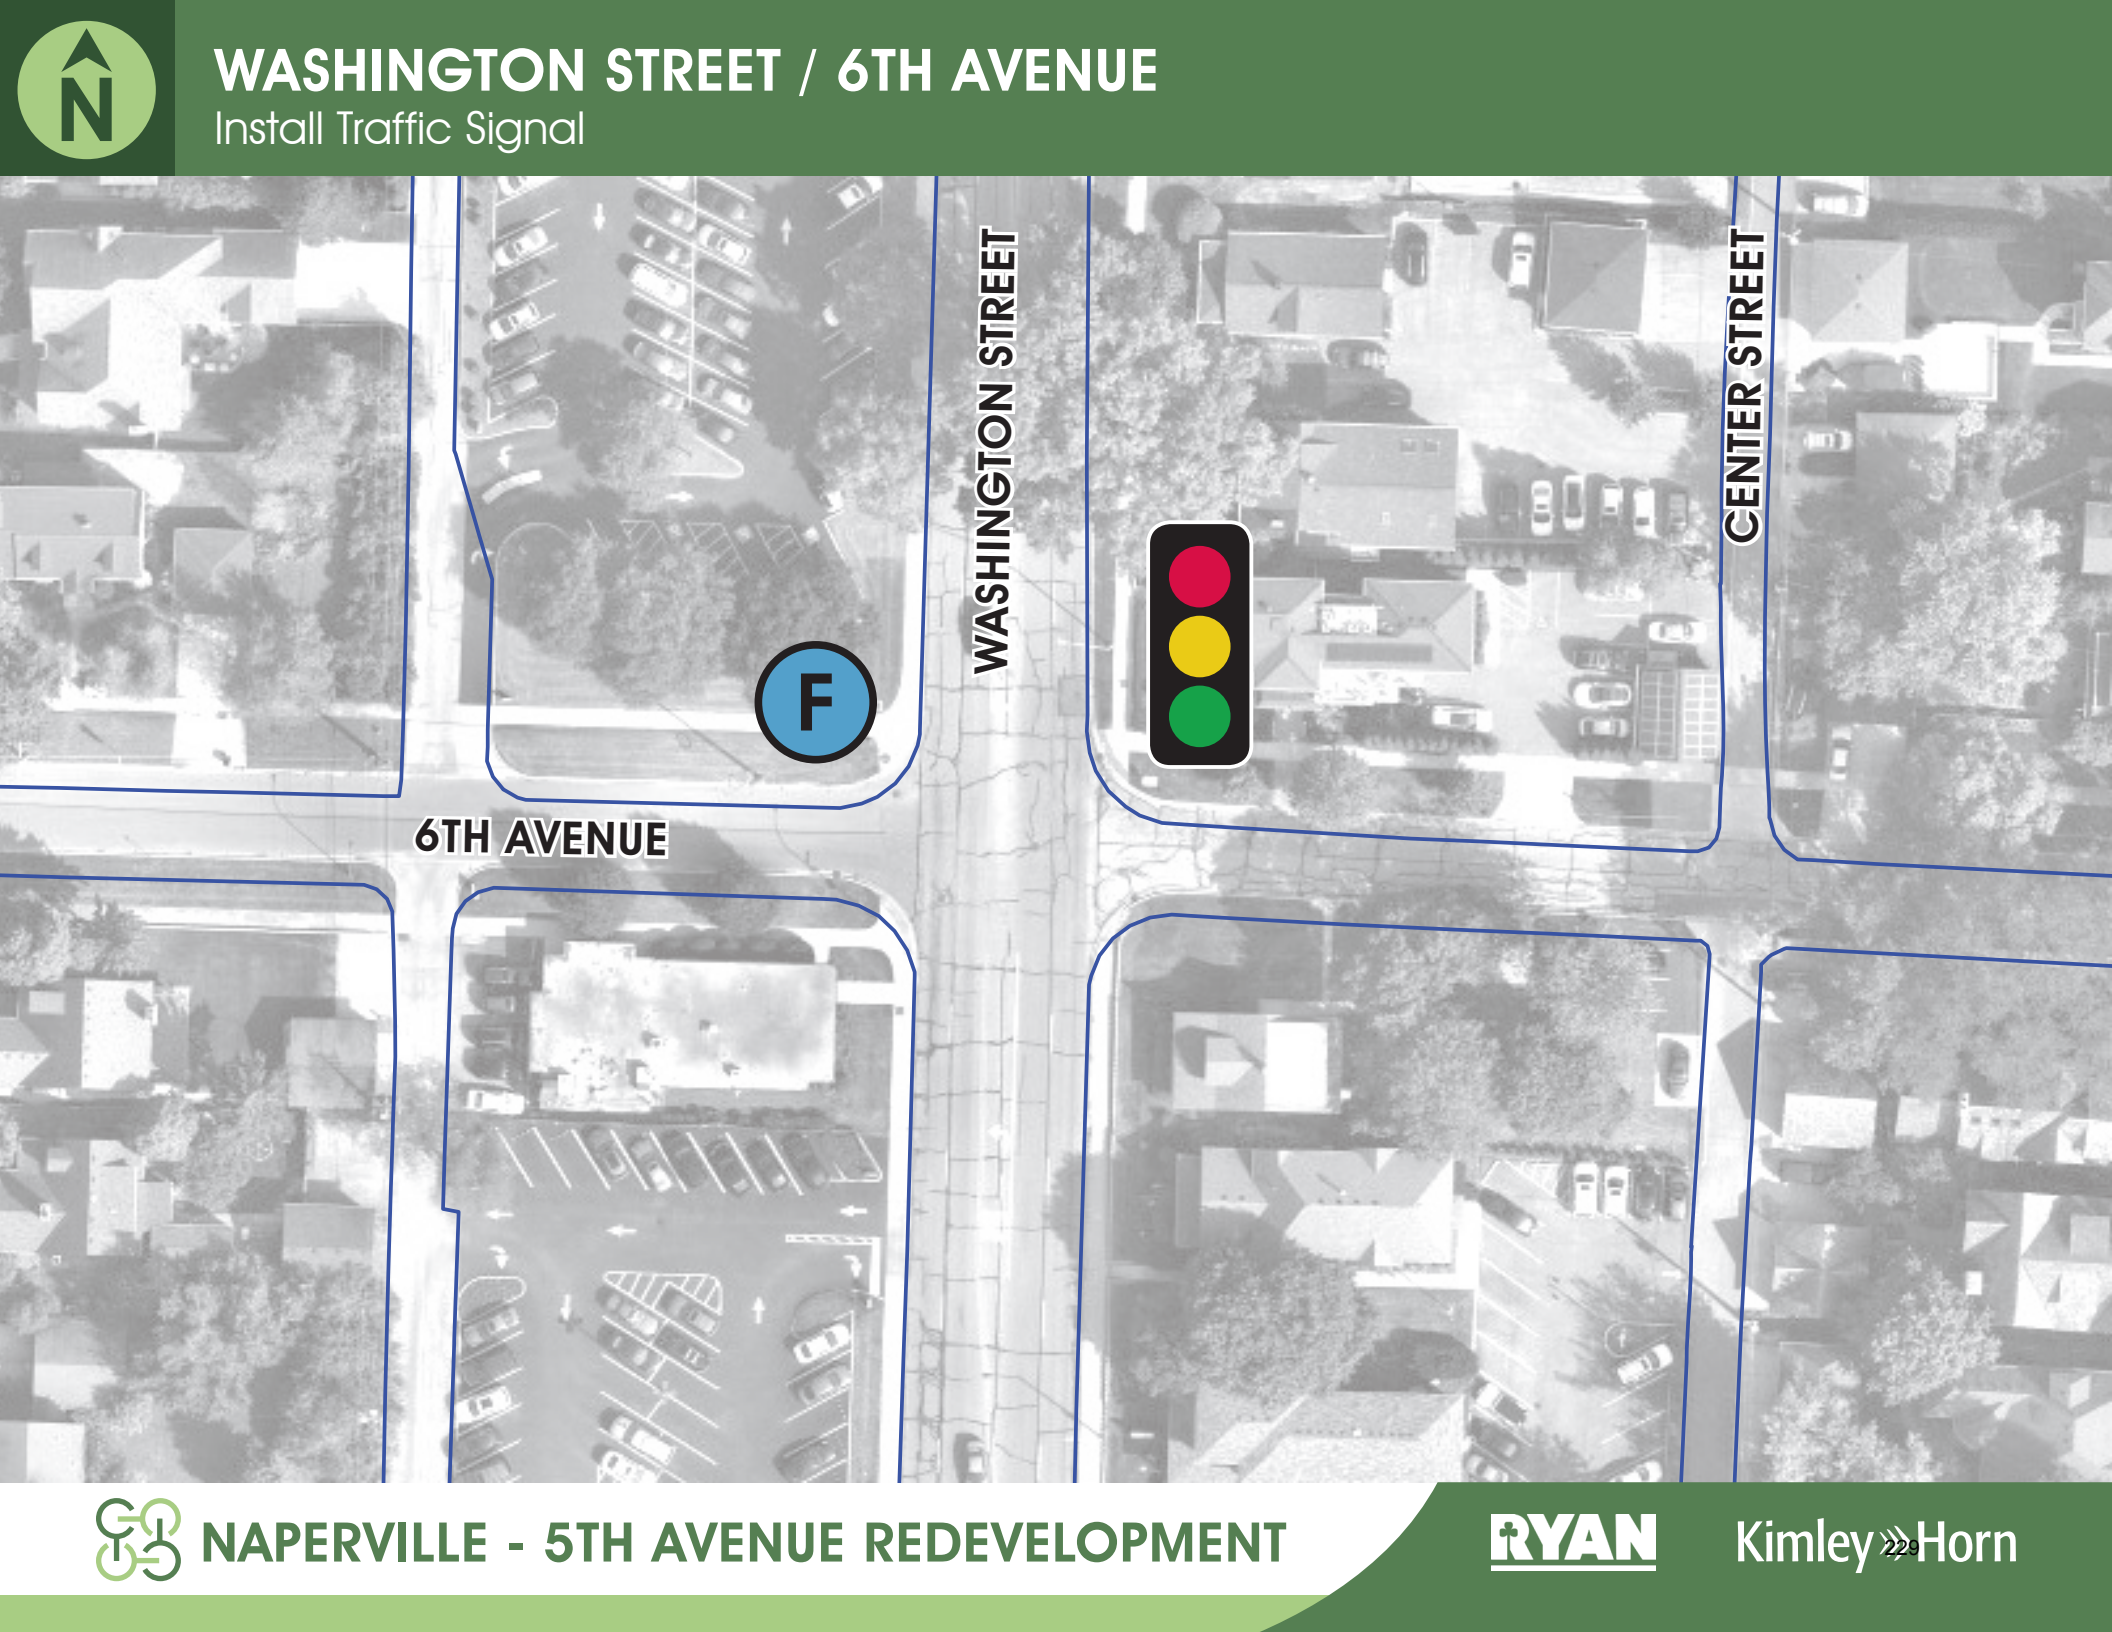 N
WASHINGTON STREET / 6TH AVENUE
Install Traffic Signal
WASHINGTON STREET
CENTER STREET
F
6TH AVENUE
NAPERVILLE - 5TH AVENUE REDEVELOPMENT
RYAN
Kimley Horn
229